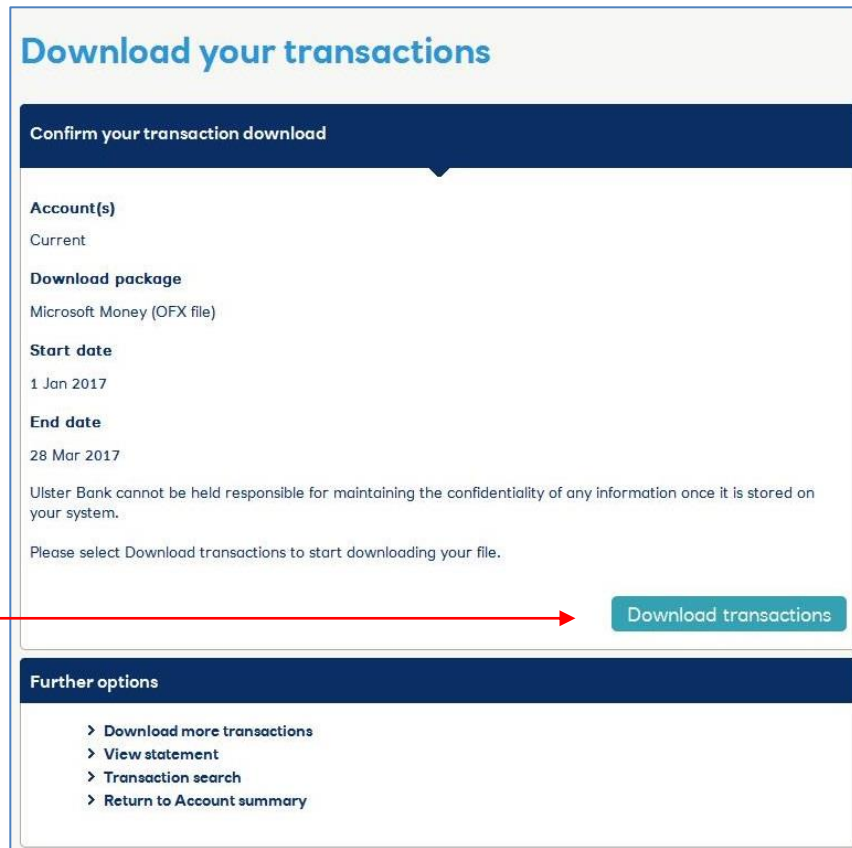 Download your transactions
Confirm your transaction download
Account(s)
Current
Download package
Microsoft Money (OFX file)
Start date
1 Jan 2017
End date
28 Mar 2017
Ulster Bank cannot be held responsible for maintaining the confidentiality of any information once it is stored on
your system.
Please select Download transactions to start downloading your file.
Download transactions
Further options
> Download more transactions
> View statement
> Transaction search
> Return to Account summary